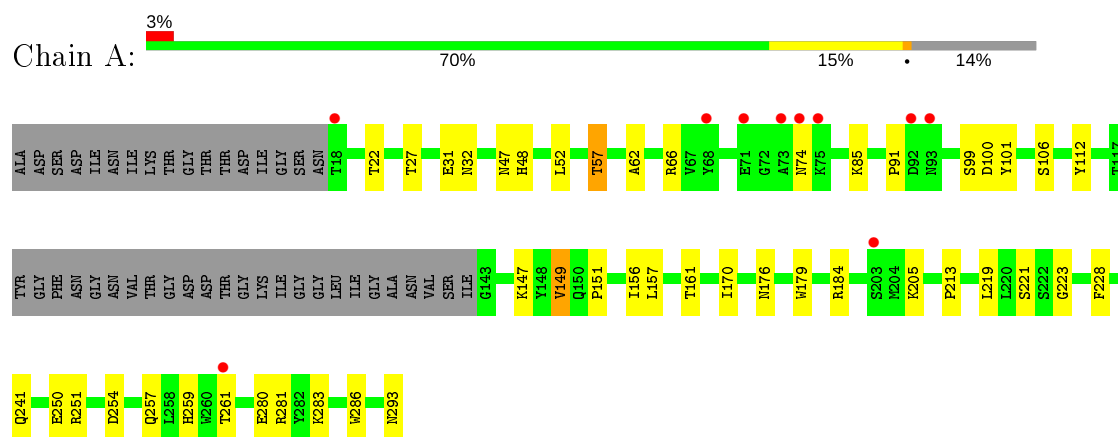 3%
Chain A:
70% 15% • 14%
ALA ASP SER ASP ILE ASN ILE LYS THR GLY THR THR ASP ILE GLY SER ASN T18 T22 T27 E31 N32 N47 H48 L52 T57 A62 R66 V67 Y68 E71 G72 A73 N74 K75 K85 P91 D92 N93 S99 D100 Y101 S106 Y112 T117
TYR GLY PHE ASN GLY ASN VAL THR GLY ASP ASP THR GLY LYS ILE GLY GLY LEU ILE GLY ALA ASN VAL SER ILE G143 K147 Y148 V149 Q150 P151 I156 L157 T161 I170 N176 W179 R184 S203 M204 K205 P213 L219 L220 S221 S222 G223 F228
Q241 E250 R251 D254 Q257 L258 H259 W260 T261 E280 R281 Y282 K283 W286 N293